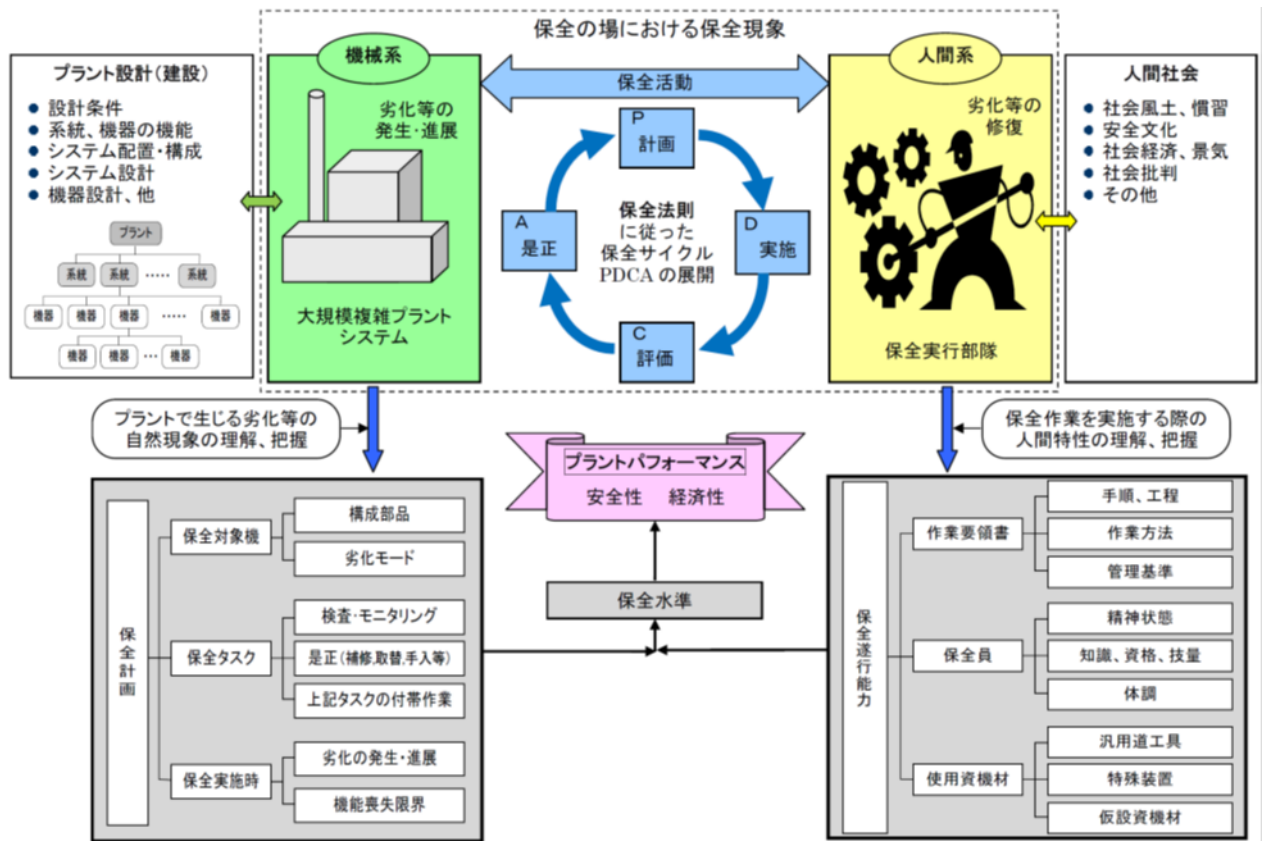 保全の場における保全現象
プラント設計(建設)
● 設計条件
● 系統、機器の機能
● システム配置・構成
● システム設計
● 機器設計、他
プラント
系統 系統 ・・・・・ 系統
機器 機器 機器 ・・・・・ 機器
機器 機器 ・・・ 機器
機械系
劣化等の
発生・進展
大規模複雑プラント
システム
保全活動
P
計画
D
実施
C
評価
A
是正
保全法則
に従った
保全サイクル
PDCA の展開
人間系
劣化等の
修復
保全実行部隊
人間社会
● 社会風土、慣習
● 安全文化
● 社会経済、景気
● 社会批判
● その他
プラントで生じる劣化等の
自然現象の理解、把握
保全作業を実施する際の
人間特性の理解、把握
プラントパフォーマンス
安全性 経済性
保全水準
保全計画
保全対象機
構成部品
劣化モード
保全タスク
検査・モニタリング
是正(補修,取替,手入等)
上記タスクの付帯作業
保全実施時
劣化の発生・進展
機能喪失限界
保全遂行能力
作業要領書
手順、工程
作業方法
管理基準
保全員
精神状態
知識、資格、技量
体調
使用資機材
汎用道工具
特殊装置
仮設資機材